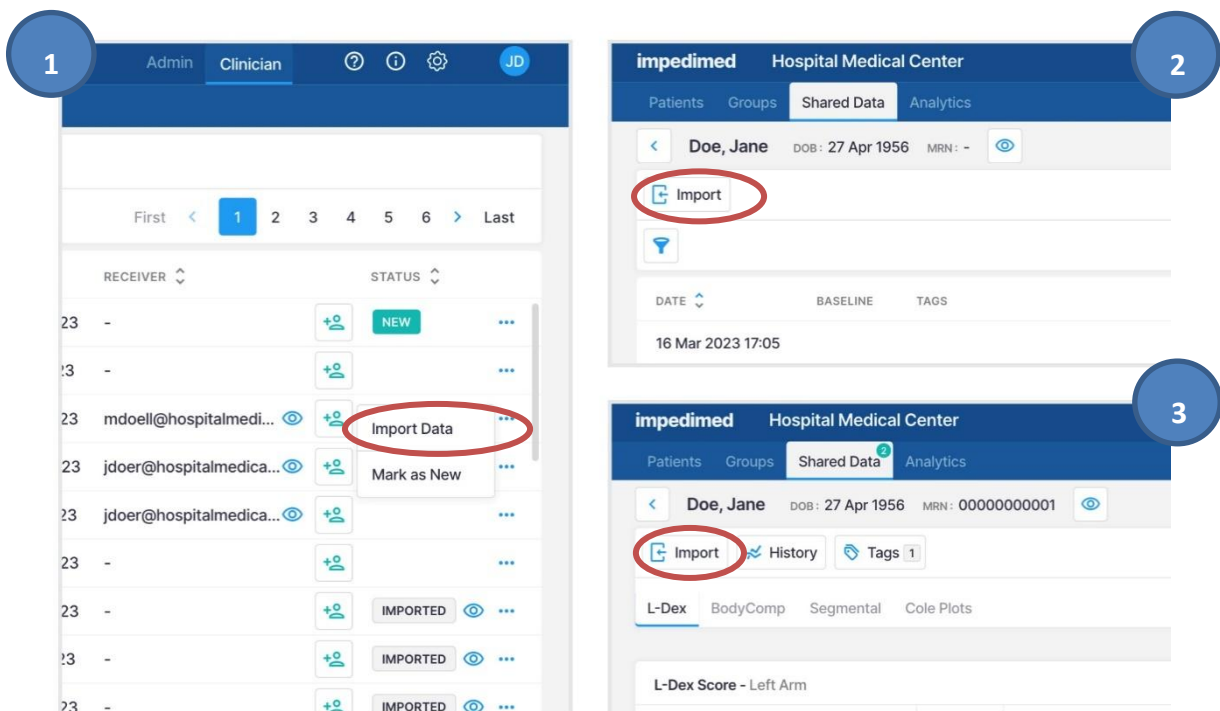 1
Admin Clinician JD
First 1 2 3 4 5 6 Last
RECEIVER STATUS
23 - NEW
23 -
23 mdoell@hospitalmedi...
Import Data
23 jdoer@hospitalmedica...
Mark as New
23 jdoer@hospitalmedica...
23 -
23 - IMPORTED
23 - IMPORTED
23 - IMPORTED
2
impedimed Hospital Medical Center
Patients Groups Shared Data Analytics
Doe, Jane DOB: 27 Apr 1956 MRN: -
Import
DATE BASELINE TAGS
16 Mar 2023 17:05
3
impedimed Hospital Medical Center
Patients Groups Shared Data 2 Analytics
Doe, Jane DOB: 27 Apr 1956 MRN: 00000000001
Import History Tags 1
L-Dex BodyComp Segmental Cole Plots
L-Dex Score - Left Arm